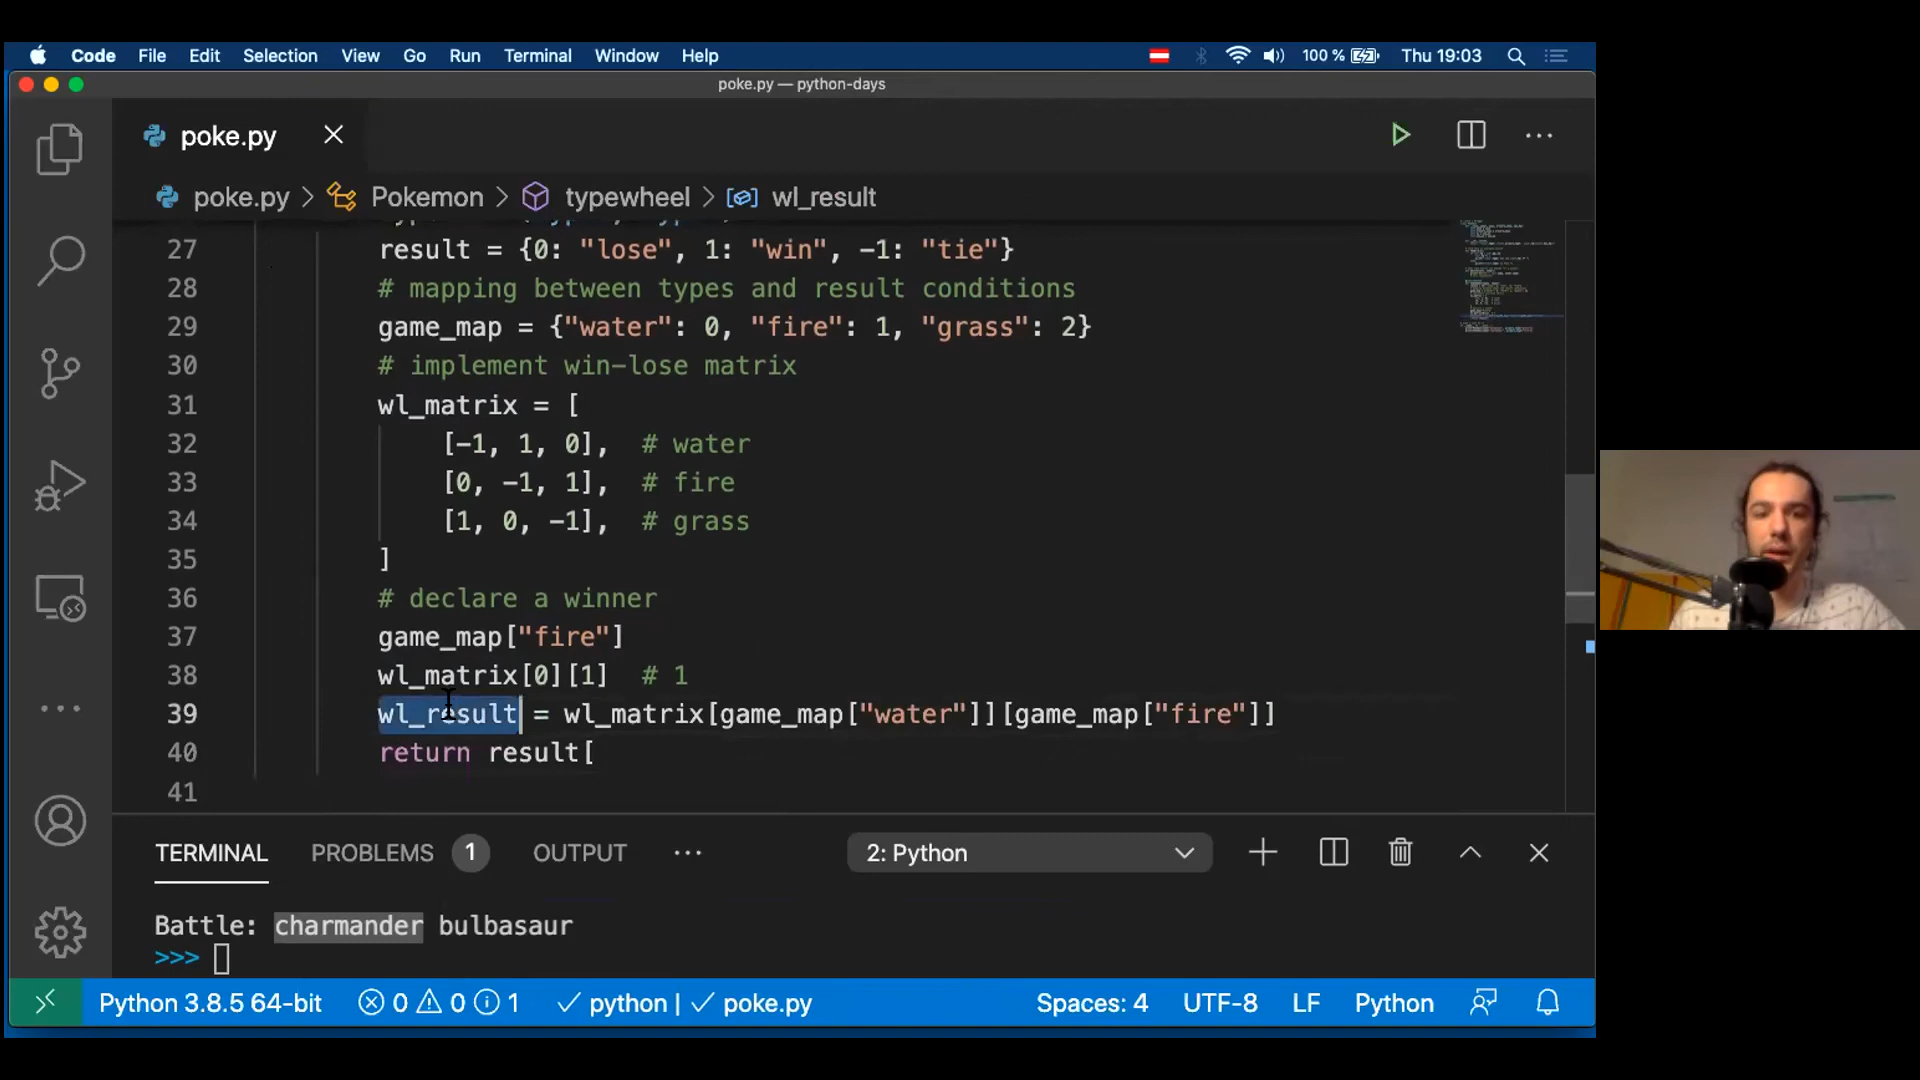 Code File Edit Selection View Go Run Terminal Window Help 100 % Thu 19:03
poke.py — python-days
poke.py
poke.py > Pokemon > typewheel > wl_result
27 result = {0: "lose", 1: "win", -1: "tie"}
28 # mapping between types and result conditions
29 game_map = {"water": 0, "fire": 1, "grass": 2}
30 # implement win-lose matrix
31 wl_matrix = [
32 [-1, 1, 0], # water
33 [0, -1, 1], # fire
34 [1, 0, -1], # grass
35 ]
36 # declare a winner
37 game_map["fire"]
38 wl_matrix[0][1] # 1
39 wl_result = wl_matrix[game_map["water"]][game_map["fire"]]
40 return result[
41
TERMINAL PROBLEMS 1 OUTPUT ... 2: Python
Battle: charmander bulbasaur
>>>
Python 3.8.5 64-bit 0 0 1 python | poke.py Spaces: 4 UTF-8 LF Python